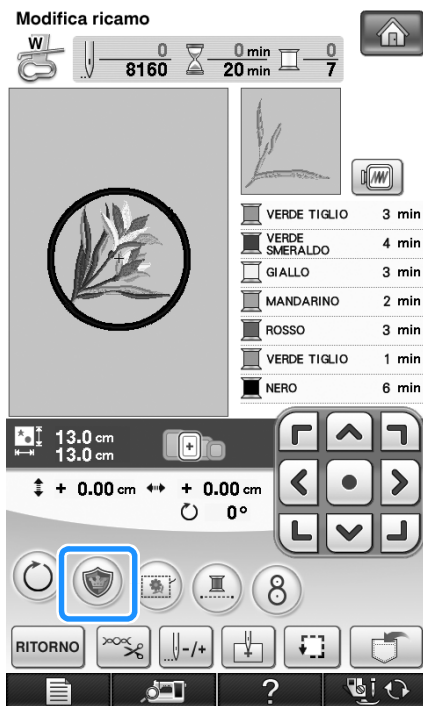 Modifica ricamo
W
0 0 min 0
8160 20 min 7
VERDE TIGLIO 3 min
VERDE
SMERALDO 4 min
GIALLO 3 min
MANDARINO 2 min
ROSSO 3 min
VERDE TIGLIO 1 min
NERO 6 min
13.0 cm
13.0 cm
+ 0.00 cm + 0.00 cm
0°
8
RITORNO -/+
?